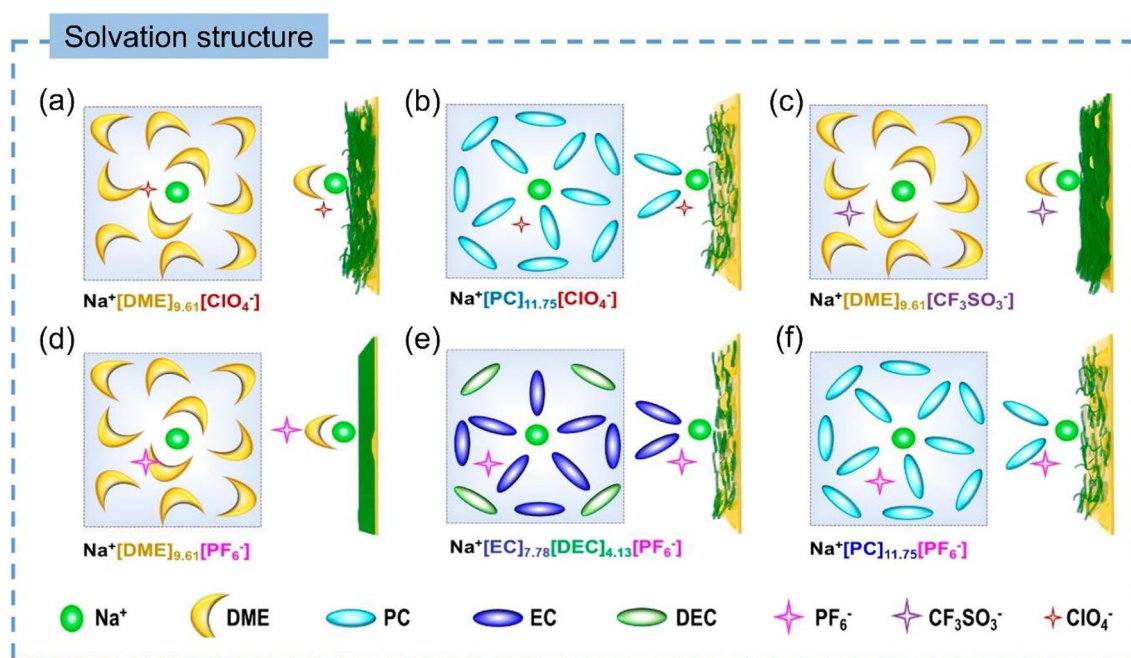 Solvation structure
(a)
(b)
(c)
Na⁺[DME]₉.₆₁[ClO₄⁻]
Na⁺[PC]₁₁.₇₅[ClO₄⁻]
Na⁺[DME]₉.₆₁[CF₃SO₃⁻]
(d)
(e)
(f)
Na⁺[DME]₉.₆₁[PF₆⁻]
Na⁺[EC]₇.₇₈[DEC]₄.₁₃[PF₆⁻]
Na⁺[PC]₁₁.₇₅[PF₆⁻]
Na⁺ DME PC EC DEC PF₆⁻ CF₃SO₃⁻ ClO₄⁻